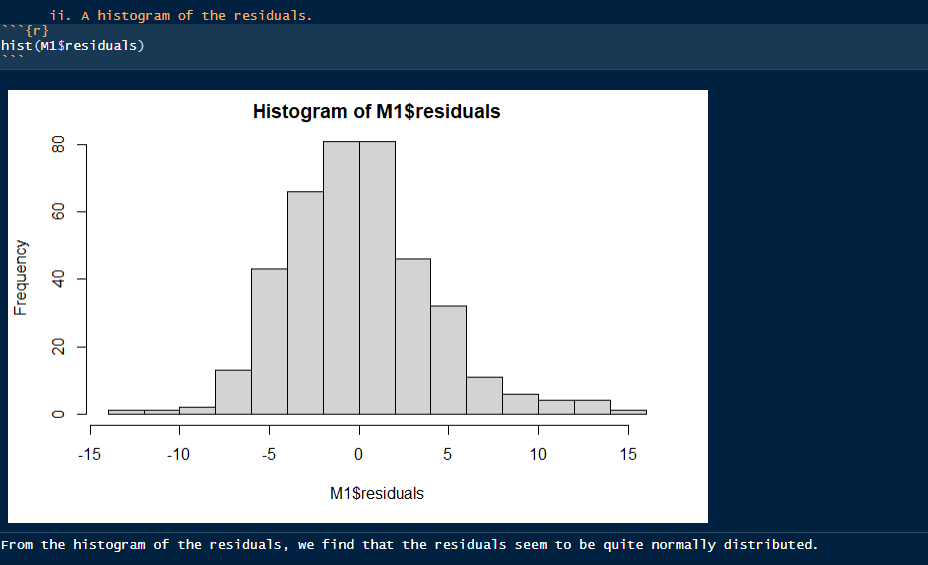 ii. A histogram of the residuals.
```{r}
hist(M1$residuals)
```
Histogram of M1$residuals
Frequency
80
60
40
20
0
-15 -10 -5 0 5 10 15
M1$residuals
From the histogram of the residuals, we find that the residuals seem to be quite normally distributed.